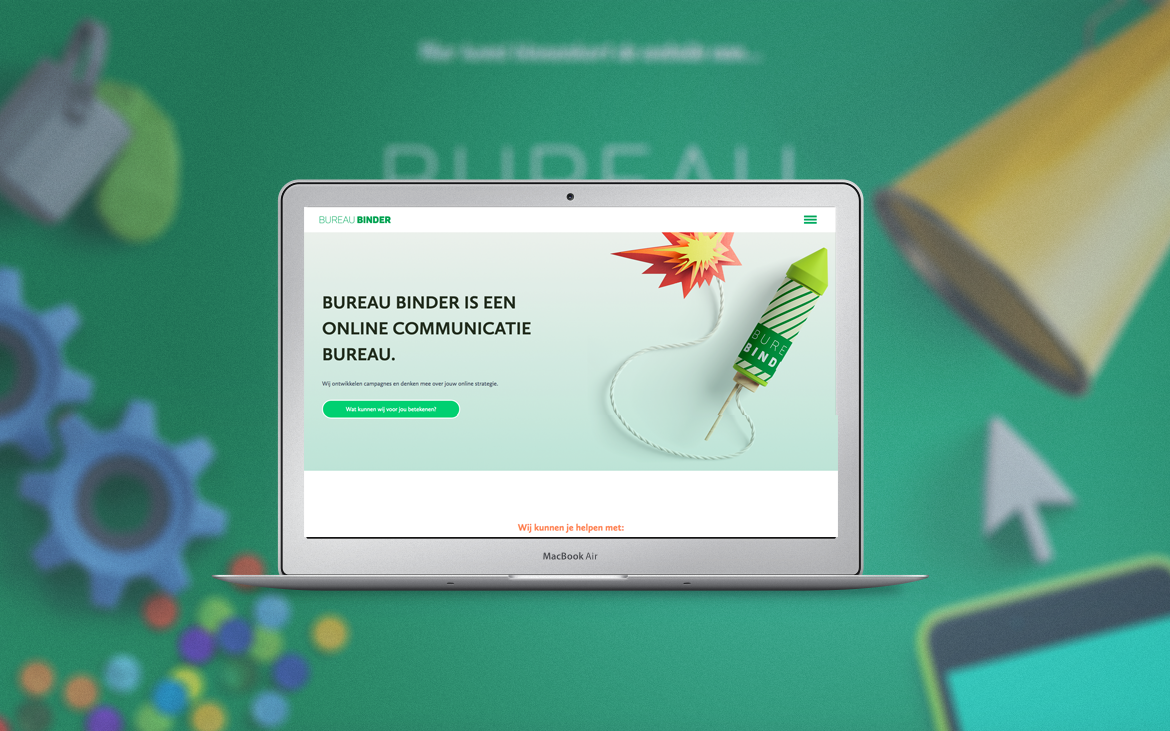 BUREAU
BUREAU BINDER
BUREAU BINDER IS EEN
ONLINE COMMUNICATIE
BUREAU.
Wij ontwikkelen campagnes en denken mee over jouw online strategie.
Wat kunnen wij voor jou betekenen?
BURE
BIND
Wij kunnen je helpen met:
MacBook Air